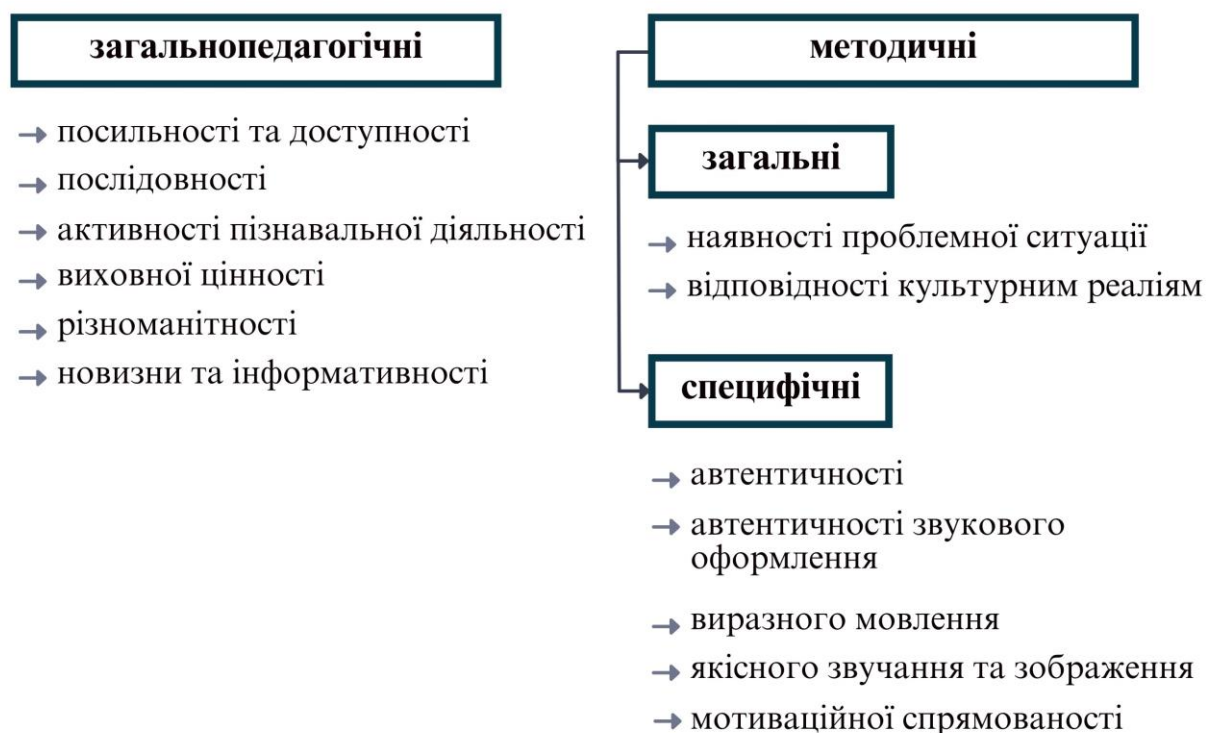 загальнопедагогічні
посильності та доступності
послідовності
активності пізнавальної діяльності
виховної цінності
різноманітності
новизни та інформативності
методичні
загальні
наявності проблемної ситуації
відповідності культурним реаліям
специфічні
автентичності
автентичності звукового
оформлення
виразного мовлення
якісного звучання та зображення
мотиваційної спрямованості